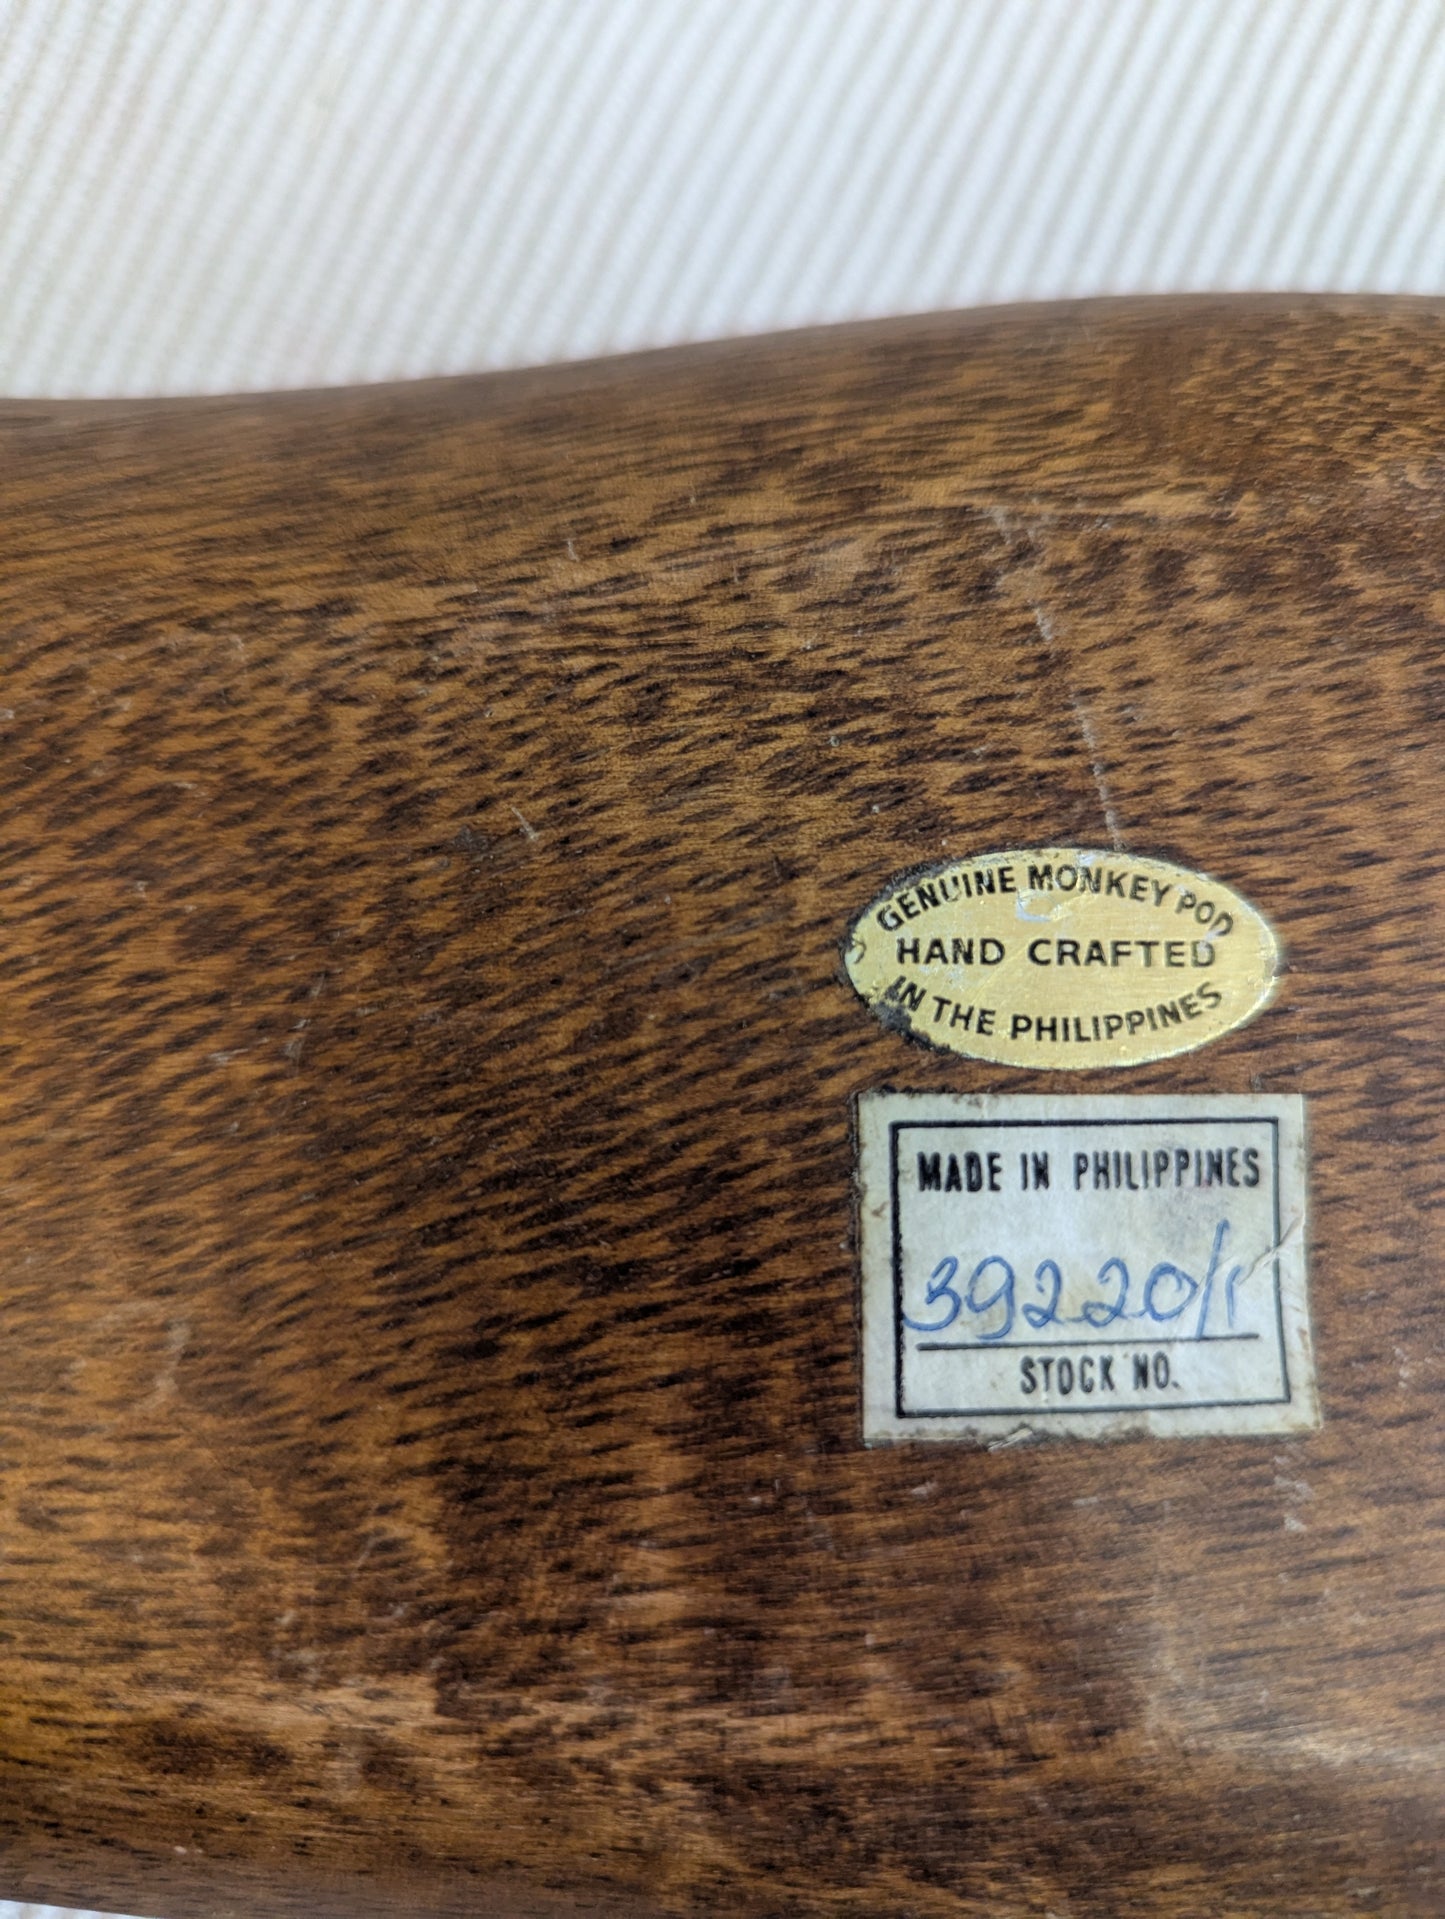 GENUINE MONKEY POD
HAND CRAFTED
IN THE PHILIPPINES
MADE IN PHILIPPINES
39220/1
STOCK NO.